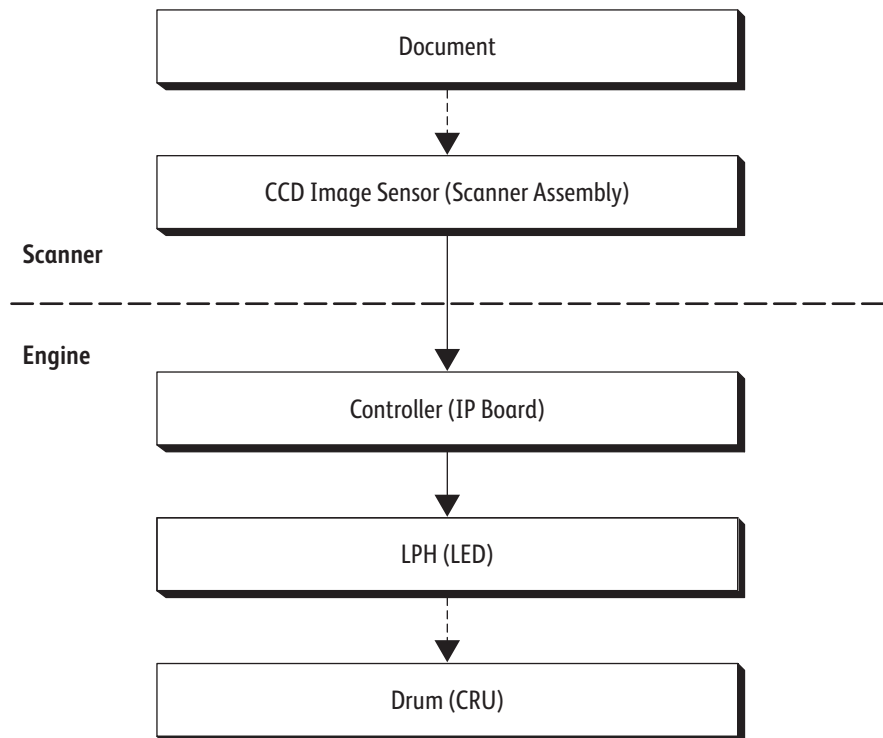 Document
CCD Image Sensor (Scanner Assembly)
Scanner
Engine
Controller (IP Board)
LPH (LED)
Drum (CRU)